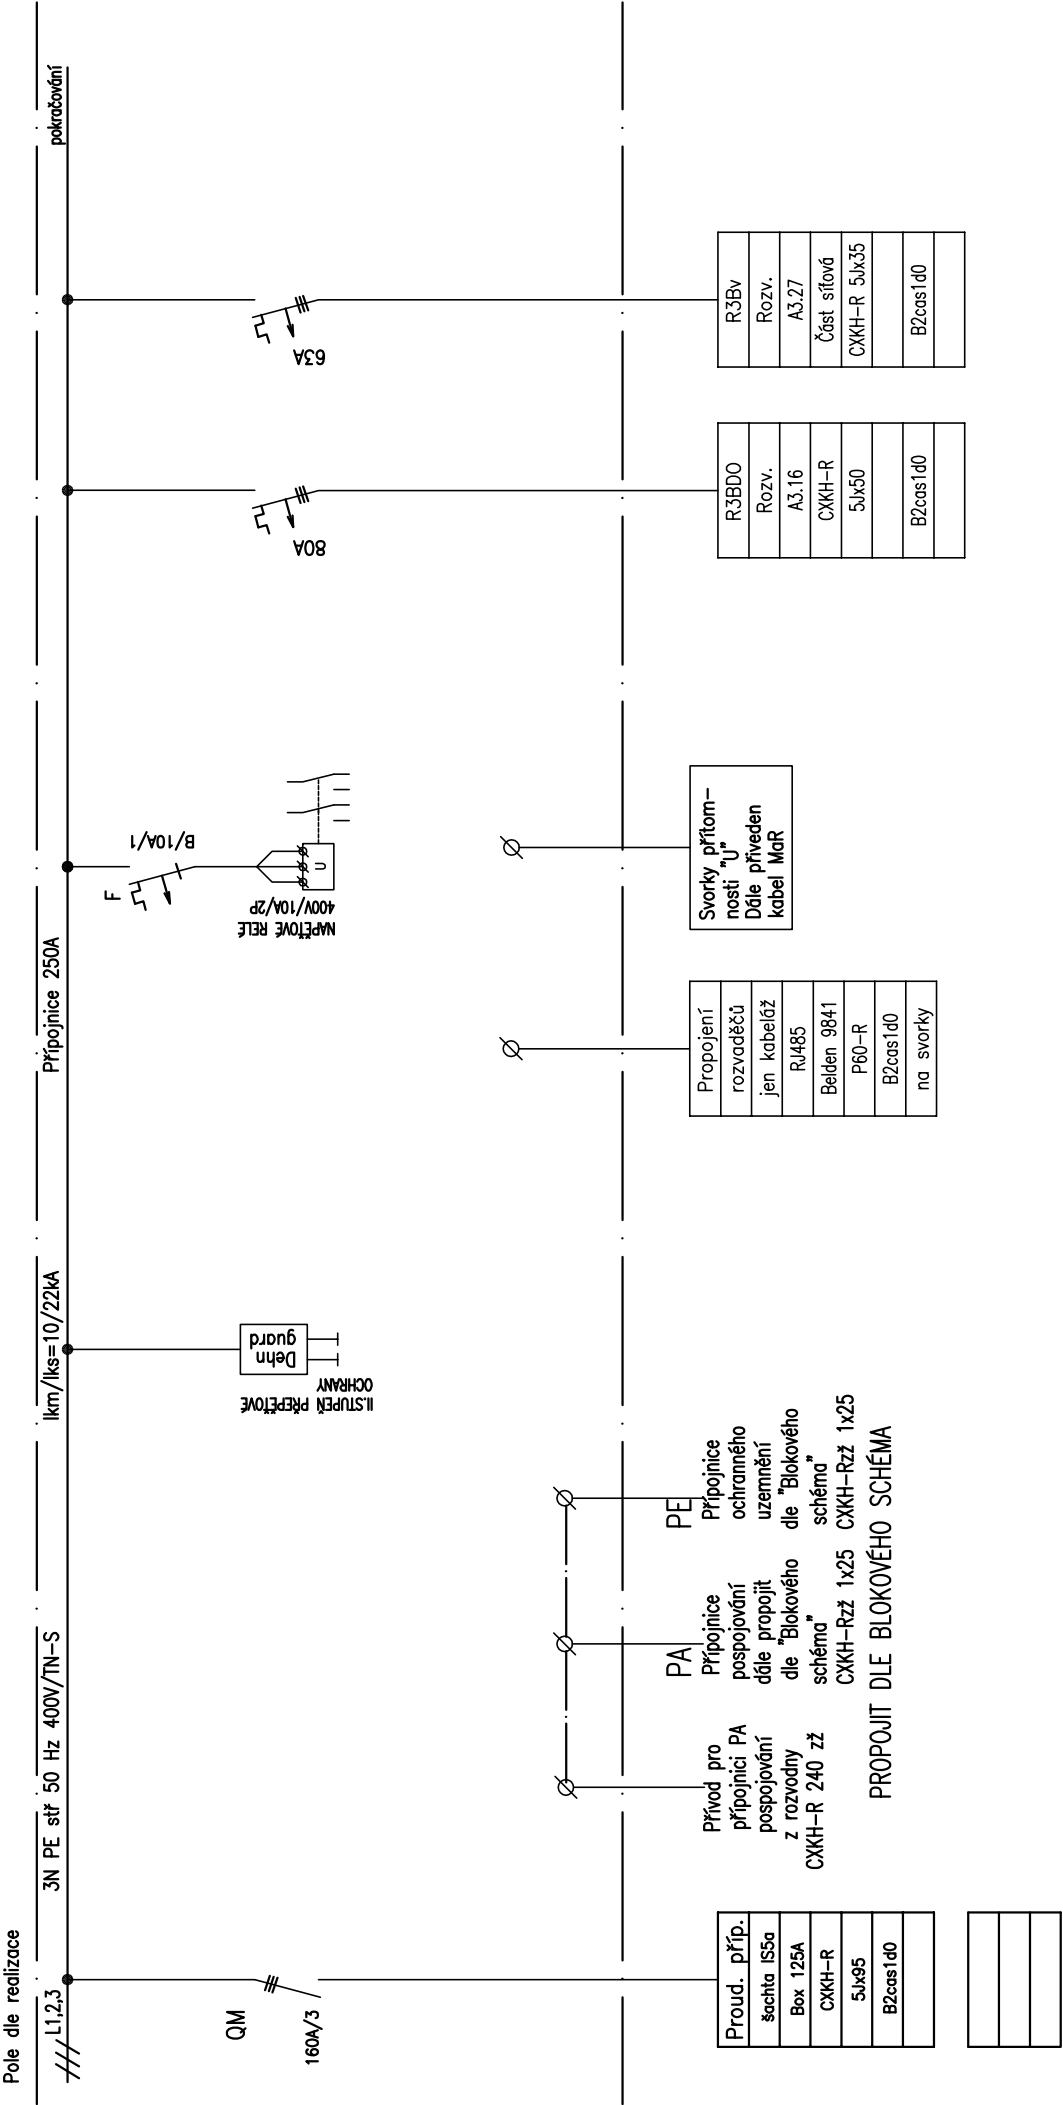 Pole dle realizace
L1,2,3
3N PE stř 50 Hz 400V/TN-S
Ikm/Iks=10/22kA
Přípojnice 250A
pokračování
QM
160A/3
Dehn
guard
II.STUPEŇ PŘEPĚŤOVÉ
OCHRANY
F
B/10A/1
U
NAPĚŤOVÉ RELÉ
400V/10A/2P
80A
63A
Proud. příp.
šachta IS5a
Box 125A
CXKH-R
5Jx95
B2cas1d0
Přívod pro
přípojnici PA
pospojování
z rozvodny
CXKH-R 240 zž
PA
Přípojnice
pospojování
dále propojit
dle "Blokového
schéma"
CXKH-Rzž 1x25
PE
Přípojnice
ochranného
uzemnění
dle "Blokového
schéma"
CXKH-Rzž 1x25
PROPOJIT DLE BLOKOVÉHO SCHÉMA
Propojení
rozvaděčů
jen kabeláž
RJ485
Belden 9841
P60-R
B2cas1d0
na svorky
Svorky přítom-
nosti "U"
Dále přiveden
kabel MaR
R3BDO
Rozv.
A3.16
CXKH-R
5Jx50
B2cas1d0
R3Bv
Rozv.
A3.27
Část síťová
CXKH-R 5Jx35
B2cas1d0